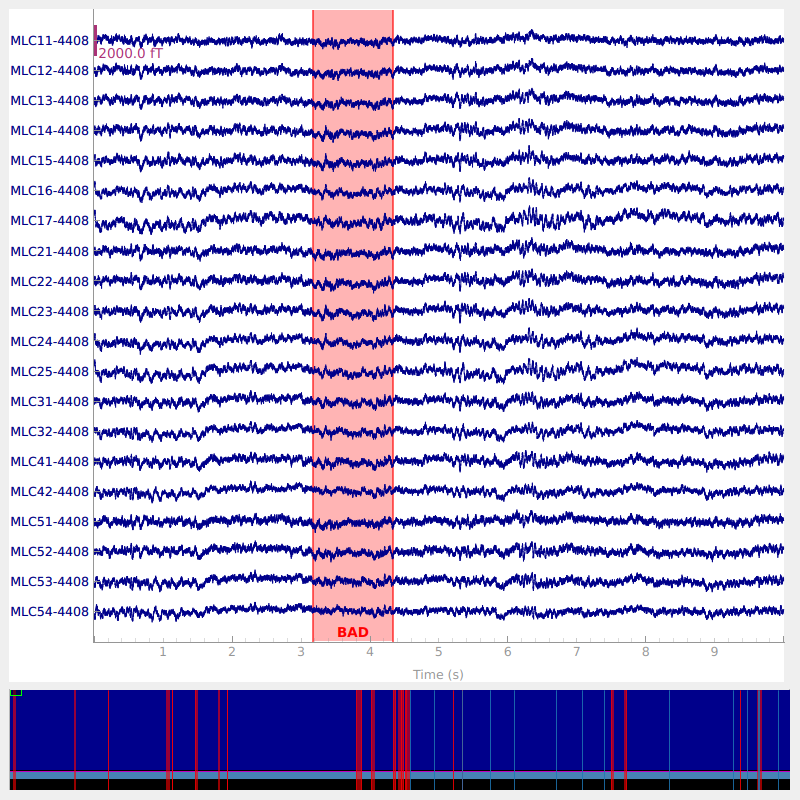 MLC11-4408
2000.0 fT
MLC12-4408
MLC13-4408
MLC14-4408
MLC15-4408
MLC16-4408
MLC17-4408
MLC21-4408
MLC22-4408
MLC23-4408
MLC24-4408
MLC25-4408
MLC31-4408
MLC32-4408
MLC41-4408
MLC42-4408
MLC51-4408
MLC52-4408
MLC53-4408
MLC54-4408
BAD
1 2 3 4 5 6 7 8 9
Time (s)